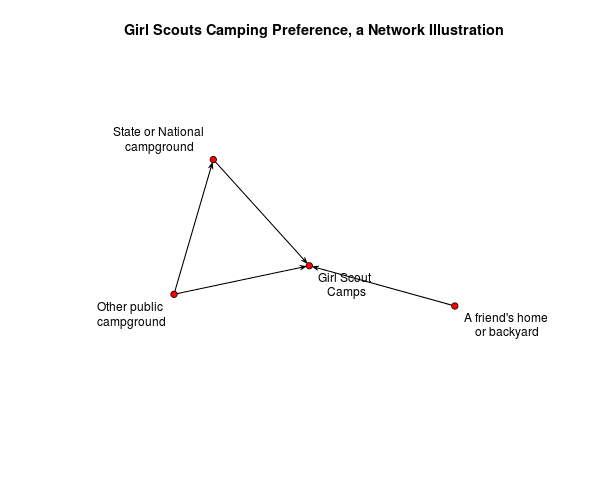 Girl Scouts Camping Preference, a Network Illustration
State or National
campground
Girl Scout
Camps
Other public
campground
A friend's home
or backyard